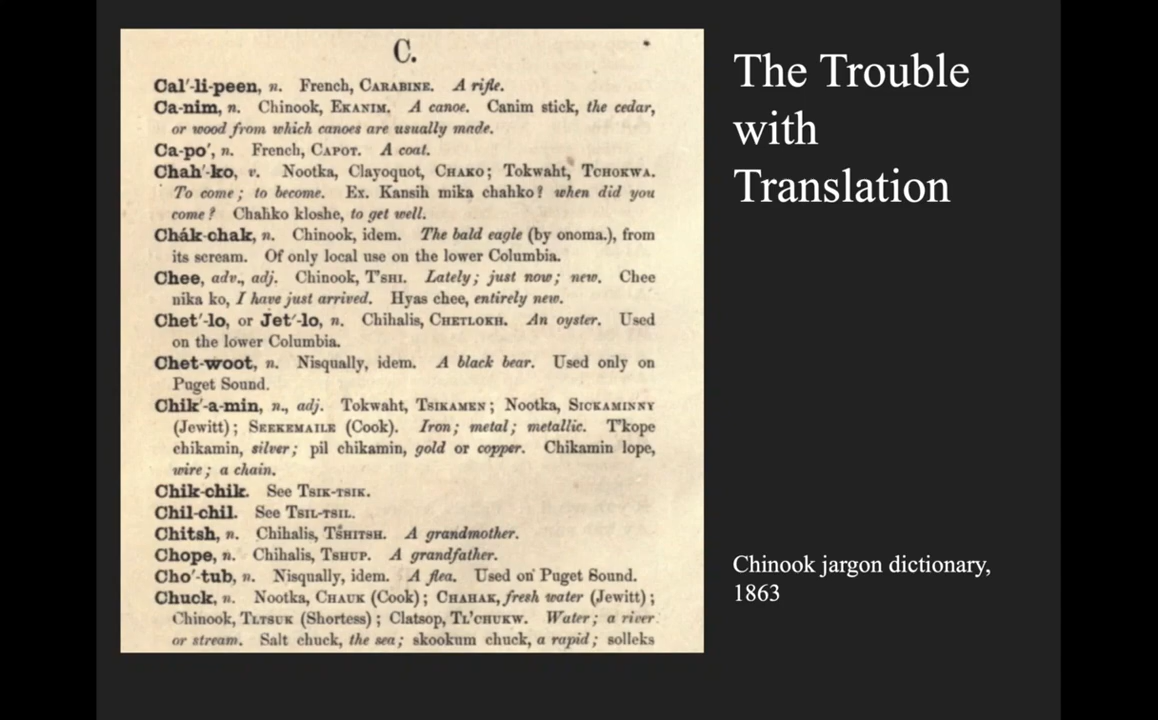 C.
Cal′-li-peen, n. French, CARABINE. A rifle.
Ca-nim, n. Chinook, EKANIM. A canoe. Canim stick, the cedar,
or wood from which canoes are usually made.
Ca-po′, n. French, CAPOT. A coat.
Chah′-ko, v. Nootka, Clayoquot, CHAKO; Tokwaht, TCHOKWA.
To come; to become. Ex. Kansih mika chahko? when did you
come? Chahko kloshe, to get well.
Chák-chak, n. Chinook, idem. The bald eagle (by onoma.), from
its scream. Of only local use on the lower Columbia.
Chee, adv., adj. Chinook, T'SHI. Lately; just now; new. Chee
nika ko, I have just arrived. Hyas chee, entirely new.
Chet′-lo, or Jet′-lo, n. Chihalis, CHETLOKH. An oyster. Used
on the lower Columbia.
Chet-woot, n. Nisqually, idem. A black bear. Used only on
Puget Sound.
Chik′-a-min, n., adj. Tokwaht, TSIKAMEN; Nootka, SICKAMINNY
(Jewitt); SEEKEMAILE (Cook). Iron; metal; metallic. T'kope
chikamin, silver; pil chikamin, gold or copper. Chikamin lope,
wire; a chain.
Chik-chik. See TSIK-TSIK.
Chil-chil. See TSIL-TSIL.
Chitsh, n. Chihalis, TSHITSH. A grandmother.
Chope, n. Chihalis, TSHUP. A grandfather.
Cho′-tub, n. Nisqually, idem. A flea. Used on Puget Sound.
Chuck, n. Nootka, CHAUK (Cook); CHAHAK, fresh water (Jewitt);
Chinook, TLTSUK (Shortess); Clatsop, TL'CHUKW. Water; a river
or stream. Salt chuck, the sea; skookum chuck, a rapid; solleks
The Trouble
with
Translation
Chinook jargon dictionary,
1863